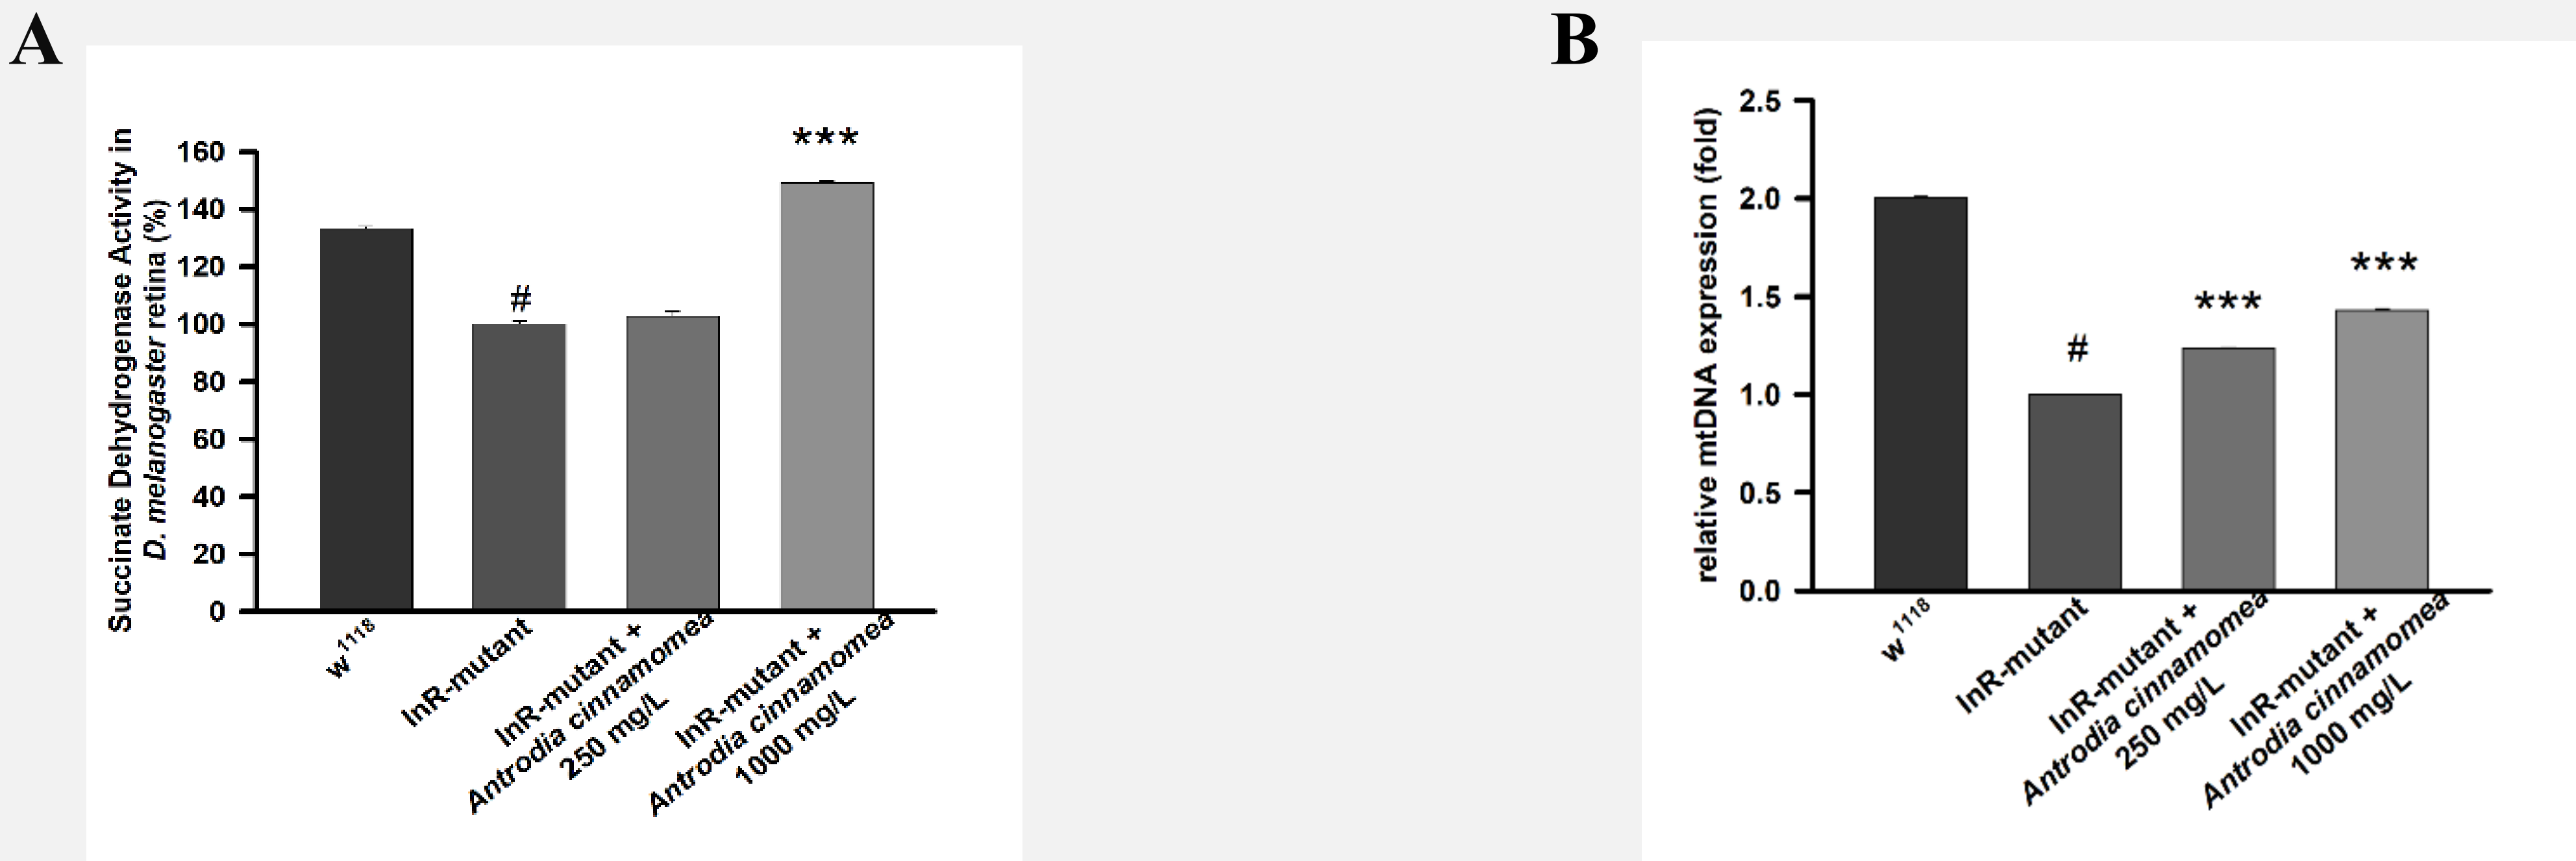 A
Succinate Dehydrogenase Activity in
D. melanogaster retina (%)
160
140
120
100
80
60
40
20
0
#
***
w1118
InR-mutant
InR-mutant +
Antrodia cinnamomea
250 mg/L
InR-mutant +
Antrodia cinnamomea
1000 mg/L
B
relative mtDNA expression (fold)
2.5
2.0
1.5
1.0
0.5
0.0
#
***
***
w1118
InR-mutant
InR-mutant +
Antrodia cinnamomea
250 mg/L
InR-mutant +
Antrodia cinnamomea
1000 mg/L